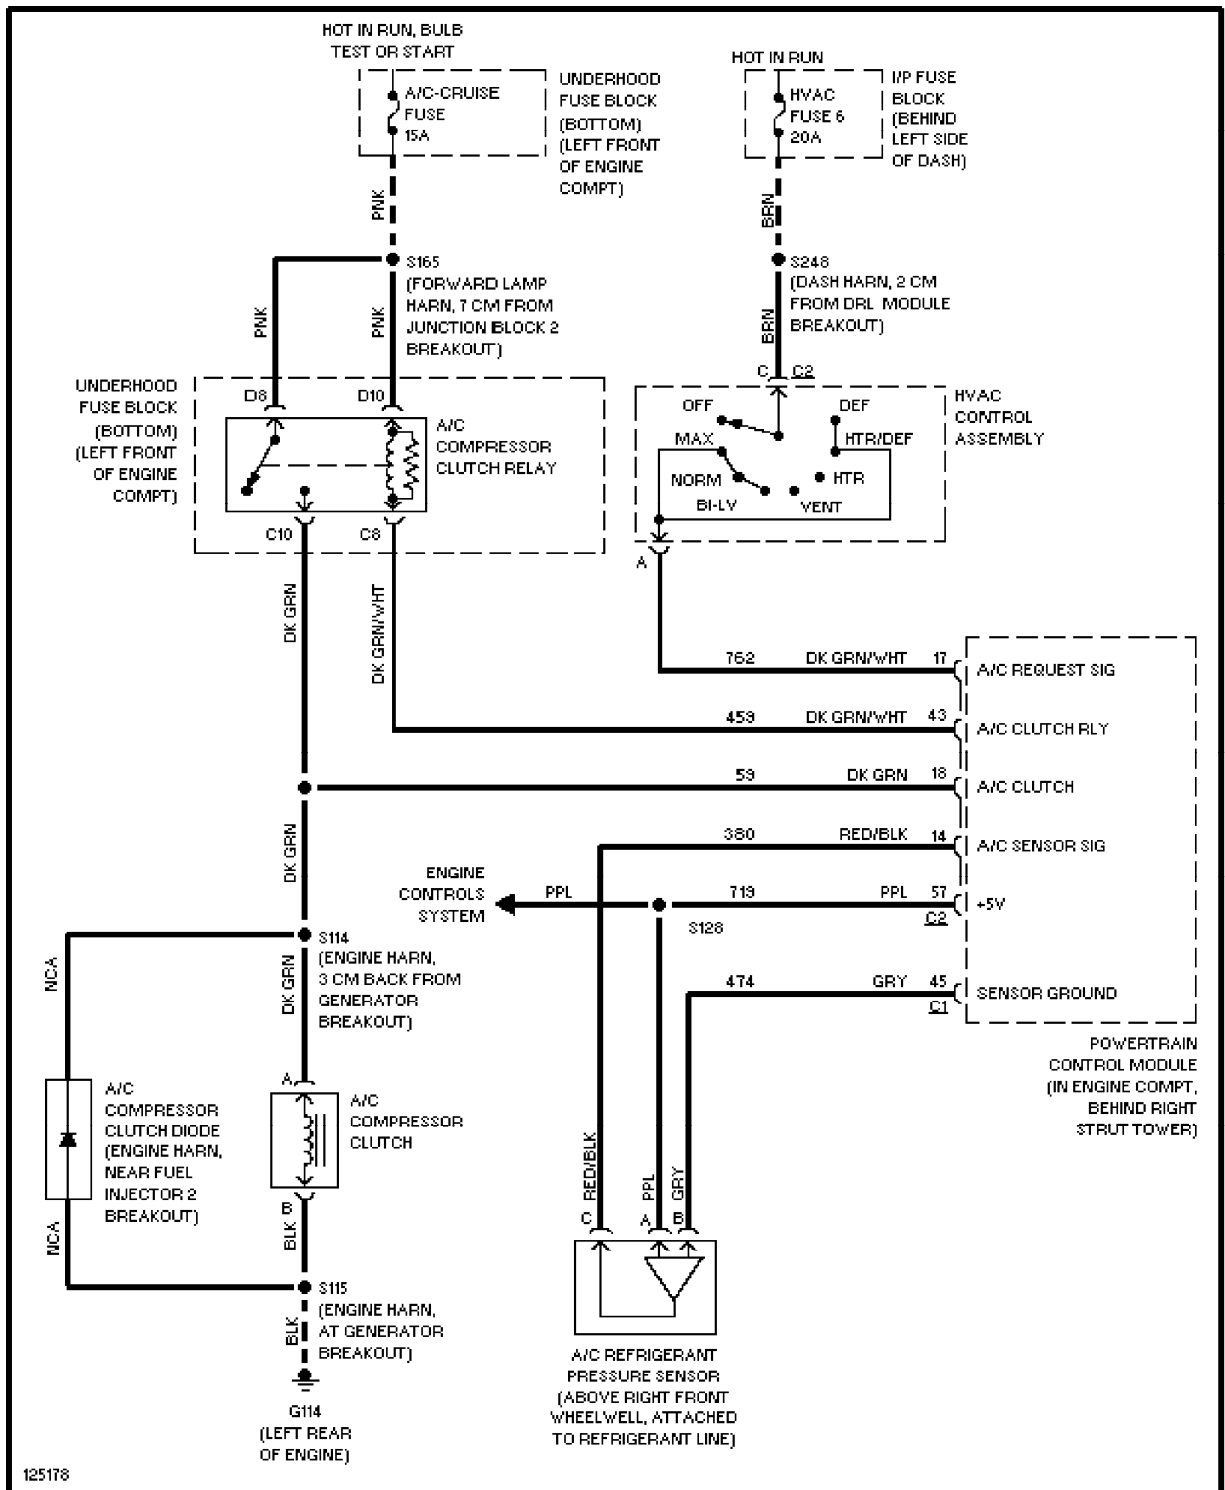 HOT IN RUN, BULB
TEST OR START
A/C-CRUISE
FUSE
15A
UNDERHOOD
FUSE BLOCK
(BOTTOM)
(LEFT FRONT
OF ENGINE
COMPT)
HOT IN RUN
HVAC
FUSE 6
20A
I/P FUSE
BLOCK
(BEHIND
LEFT SIDE
OF DASH)
PNK
BRN
S165
(FORWARD LAMP
HARN, 7 CM FROM
JUNCTION BLOCK 2
BREAKOUT)
S248
(DASH HARN, 2 CM
FROM DRL MODULE
BREAKOUT)
PNK
PNK
BRN
C
C2
UNDERHOOD
FUSE BLOCK
(BOTTOM)
(LEFT FRONT
OF ENGINE
COMPT)
D8
D10
A/C
COMPRESSOR
CLUTCH RELAY
C10
C8
OFF
MAX
NORM
BI-LV
VENT
HTR
HTR/DEF
DEF
HVAC
CONTROL
ASSEMBLY
A
DK GRN
DK GRN/WHT
762
DK GRN/WHT
17
A/C REQUEST SIG
459
DK GRN/WHT
43
A/C CLUTCH RLY
59
DK GRN
18
A/C CLUTCH
380
RED/BLK
14
A/C SENSOR SIG
ENGINE
CONTROLS
SYSTEM
PPL
719
PPL
57
+5V
S128
C2
474
GRY
45
SENSOR GROUND
C1
POWERTRAIN
CONTROL MODULE
(IN ENGINE COMPT,
BEHIND RIGHT
STRUT TOWER)
DK GRN
S114
(ENGINE HARN,
3 CM BACK FROM
GENERATOR
BREAKOUT)
NCA
DK GRN
A
A/C
COMPRESSOR
CLUTCH DIODE
(ENGINE HARN,
NEAR FUEL
INJECTOR 2
BREAKOUT)
A/C
COMPRESSOR
CLUTCH
B
NCA
BLK
S115
(ENGINE HARN,
AT GENERATOR
BREAKOUT)
BLK
G114
(LEFT REAR
OF ENGINE)
RED/BLK
PPL
GRY
C
A
B
A/C REFRIGERANT
PRESSURE SENSOR
(ABOVE RIGHT FRONT
WHEELWELL, ATTACHED
TO REFRIGERANT LINE)
125178